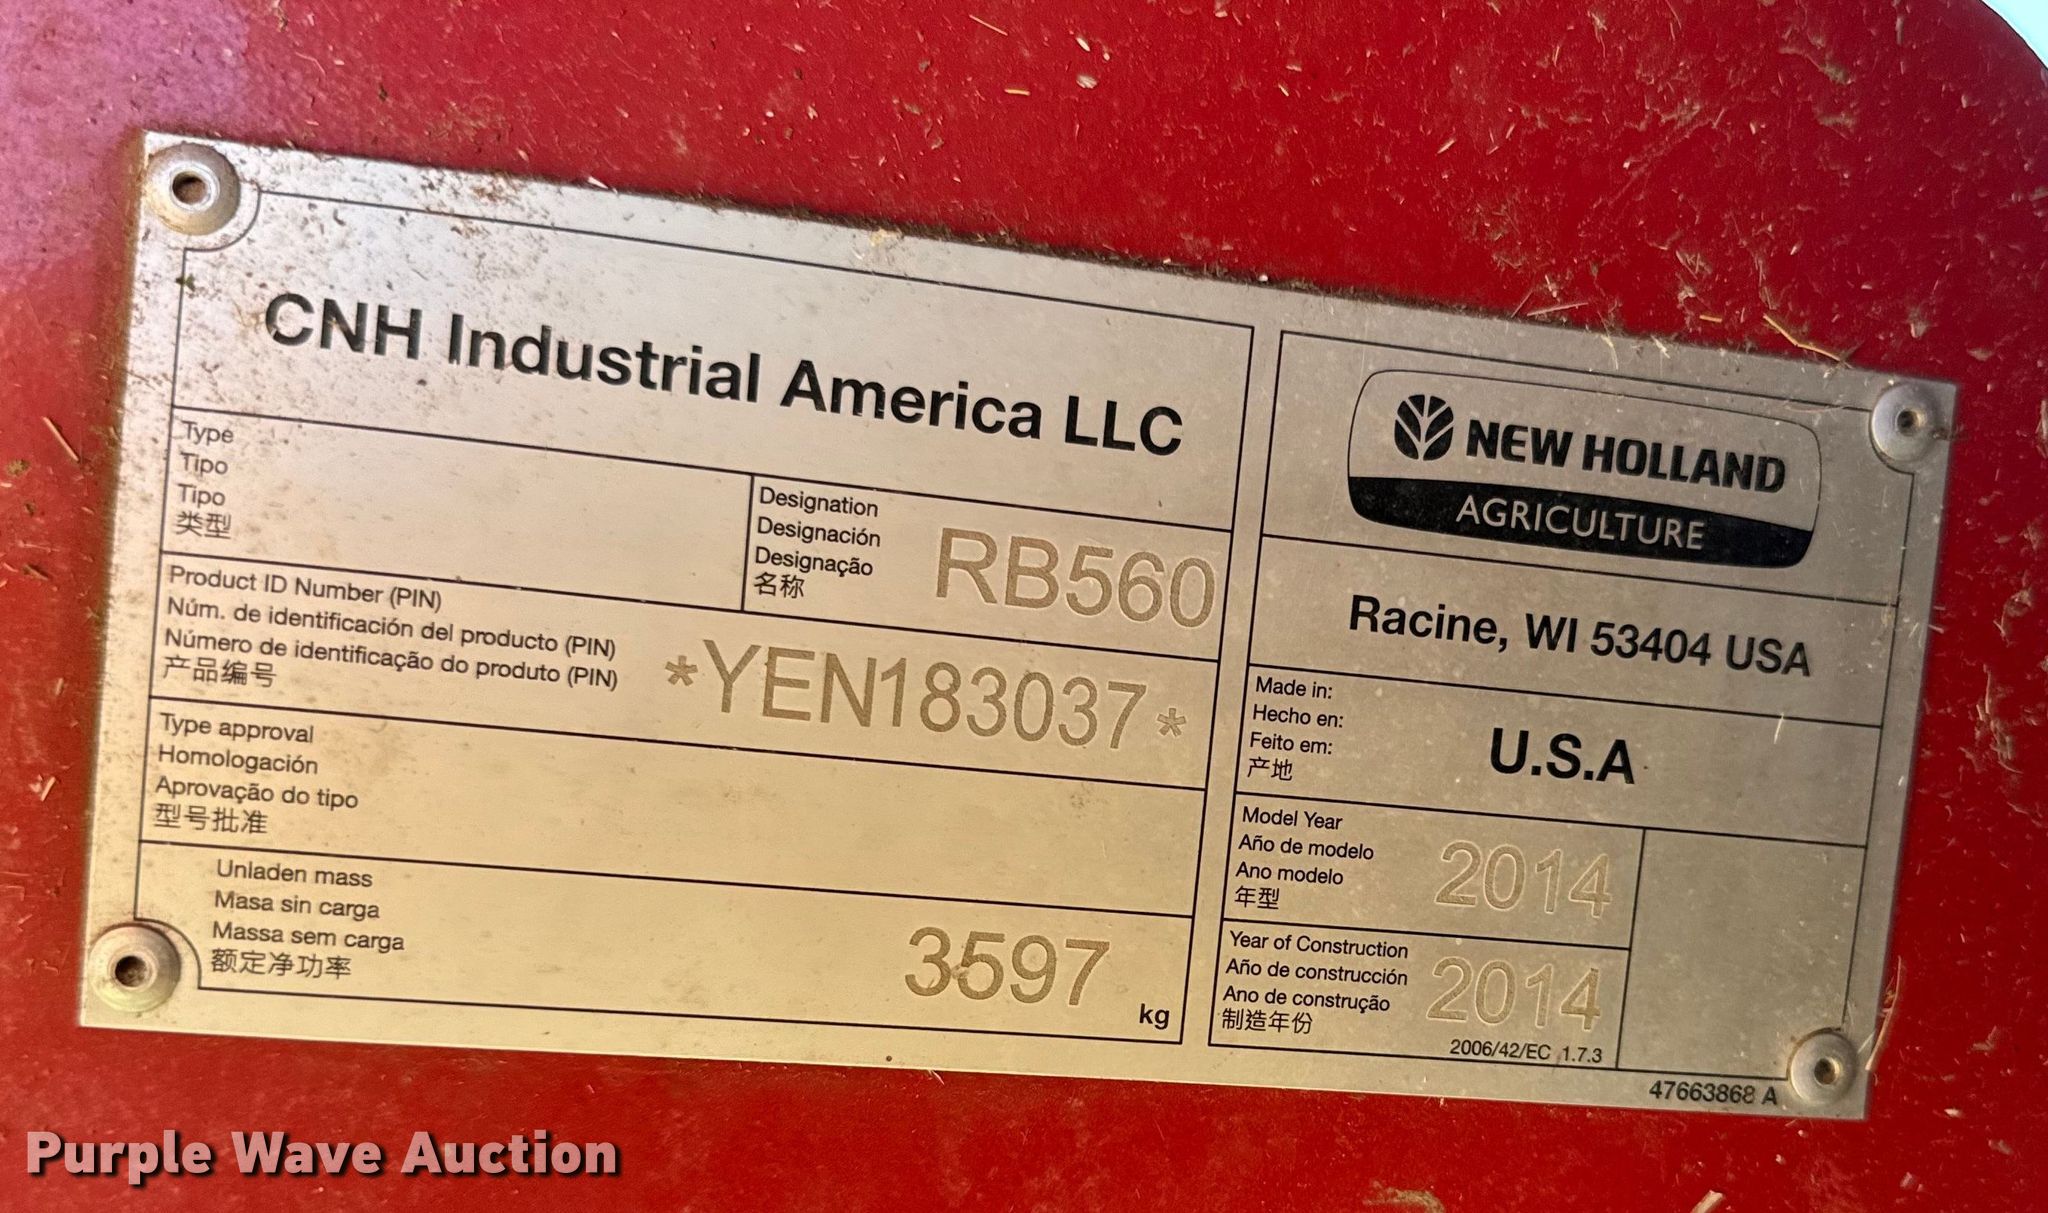 CNH Industrial America LLC
Type
Tipo
Tipo
类型
Designation
Designación
Designação
名称
RB560
Product ID Number (PIN)
Núm. de identificación del producto (PIN)
Número de identificação do produto (PIN)
产品编号
*YEN183037*
Type approval
Homologación
Aprovação do tipo
型号批准
Unladen mass
Masa sin carga
Massa sem carga
额定净功率
3597
kg
NEW HOLLAND
AGRICULTURE
Racine, WI 53404 USA
Made in:
Hecho en:
Feito em:
产地
U.S.A
Model Year
Año de modelo
Ano modelo
年型
2014
Year of Construction
Año de construcción
Ano de construção
制造年份
2014
2006/42/EC 1.7.3
47663868 A
Purple Wave Auction